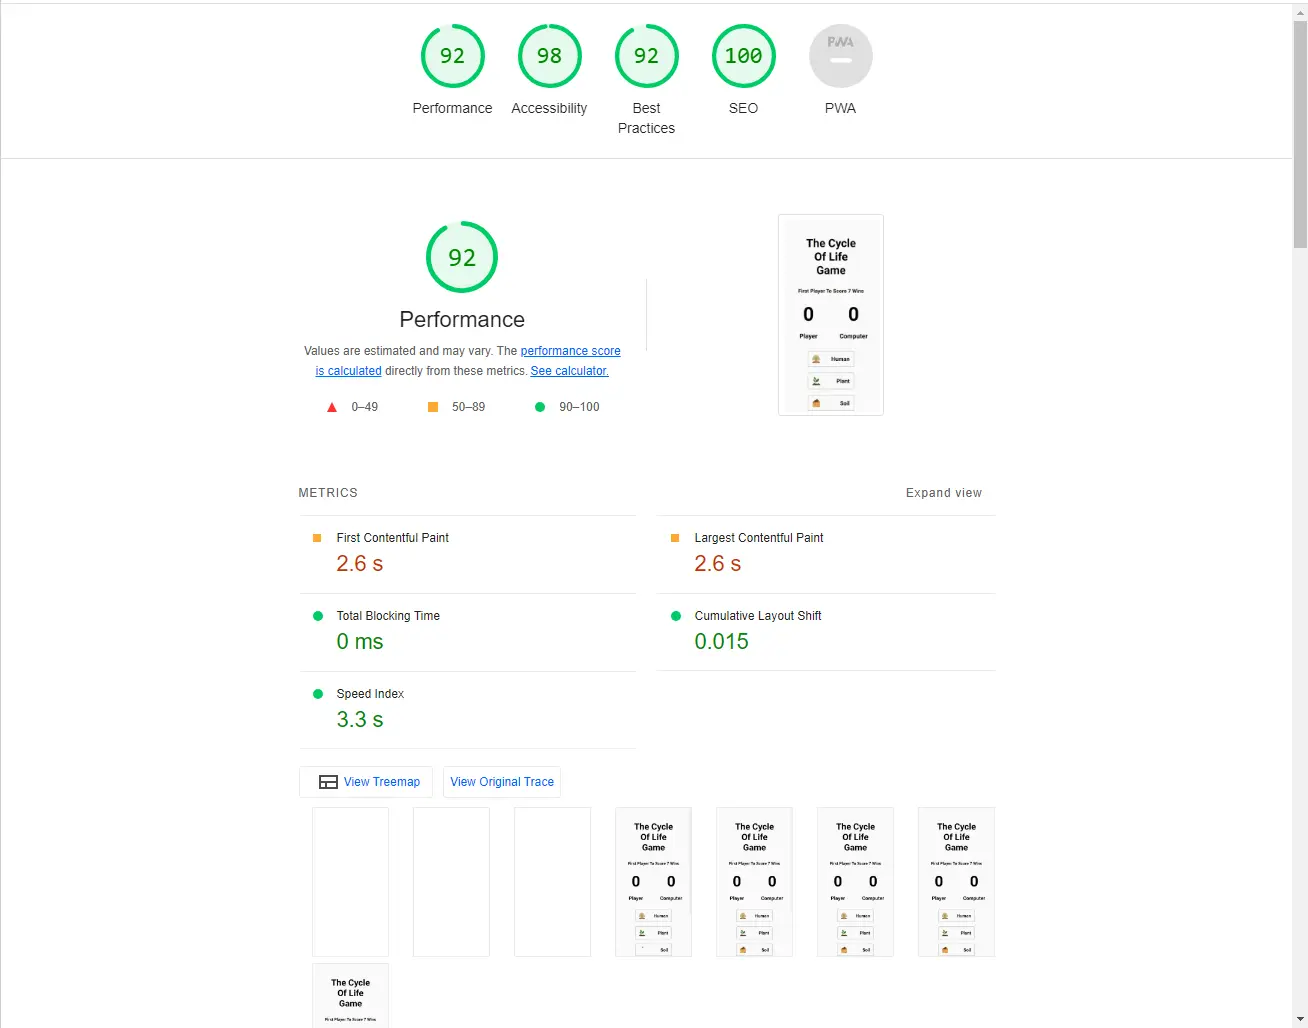 92
98
92
100
PWA
Performance
Accessibility
Best
Practices
SEO
PWA
92
Performance
Values are estimated and may vary. The performance score
is calculated directly from these metrics. See calculator.
0–49
50–89
90–100
The Cycle
Of Life
Game
First Player To Score 7 Wins
0
0
Player
Computer
Human
Plant
Soil
METRICS
Expand view
First Contentful Paint
2.6 s
Largest Contentful Paint
2.6 s
Total Blocking Time
0 ms
Cumulative Layout Shift
0.015
Speed Index
3.3 s
View Treemap
View Original Trace
The Cycle
Of Life
Game
First Player To Score 7 Wins
0
0
Player
Computer
Human
Plant
Soil
The Cycle
Of Life
Game
First Player To Score 7 Wins
0
0
Player
Computer
Human
Plant
Soil
The Cycle
Of Life
Game
First Player To Score 7 Wins
0
0
Player
Computer
Human
Plant
Soil
The Cycle
Of Life
Game
First Player To Score 7 Wins
0
0
Player
Computer
Human
Plant
Soil
The Cycle
Of Life
Game
First Player To Score 7 Wins